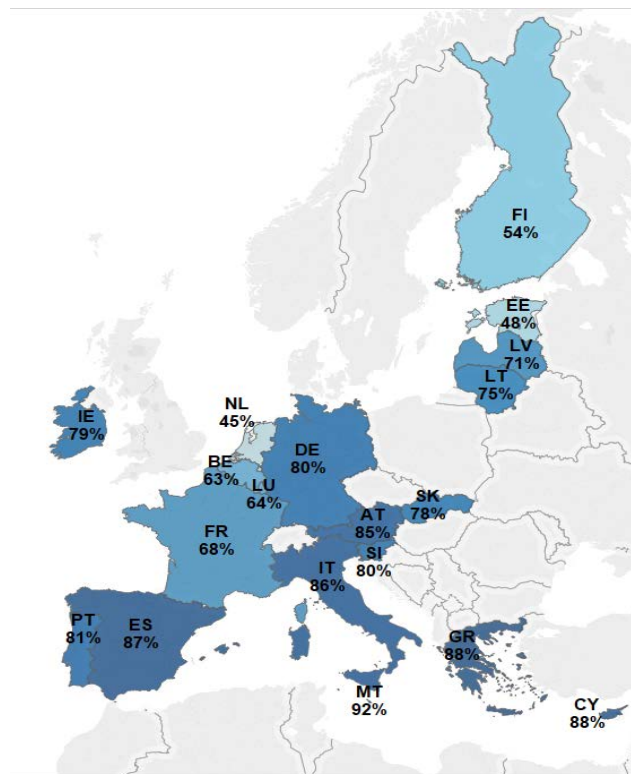 FI
54%
EE
48%
LV
71%
LT
75%
IE
79%
NL
45%
DE
80%
BE
63%
LU
64%
SK
78%
AT
85%
FR
68%
SI
80%
IT
86%
PT
81%
ES
87%
GR
88%
MT
92%
CY
88%